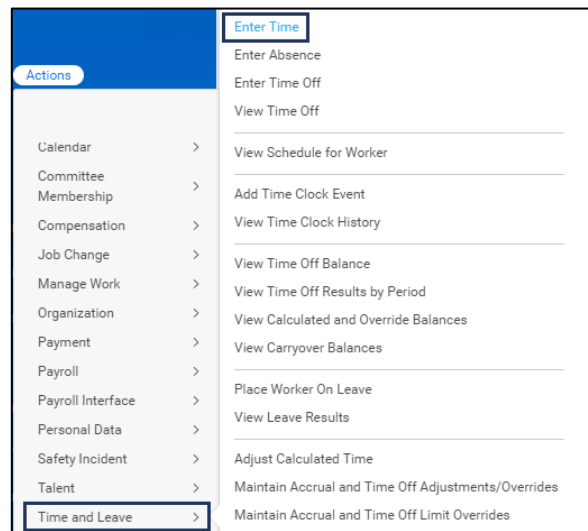 Actions
Calendar
Committee
Membership
Compensation
Job Change
Manage Work
Organization
Payment
Payroll
Payroll Interface
Personal Data
Safety Incident
Talent
Time and Leave
Enter Time
Enter Absence
Enter Time Off
View Time Off
View Schedule for Worker
Add Time Clock Event
View Time Clock History
View Time Off Balance
View Time Off Results by Period
View Calculated and Override Balances
View Carryover Balances
Place Worker On Leave
View Leave Results
Adjust Calculated Time
Maintain Accrual and Time Off Adjustments/Overrides
Maintain Accrual and Time Off Limit Overrides